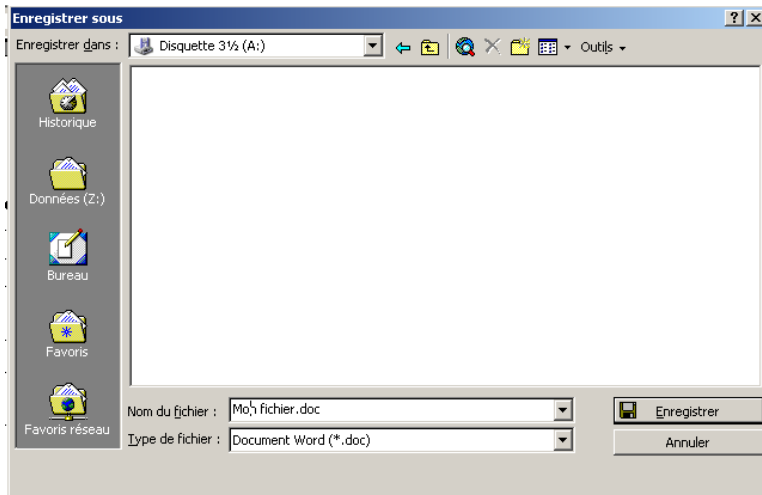 Enregistrer sous
Enregistrer dans : Disquette 3½ (A:) Outils
Historique
Données (Z:)
Bureau
Favoris
Favoris réseau
Nom du fichier : Mon fichier.doc Enregistrer
Type de fichier : Document Word (*.doc) Annuler